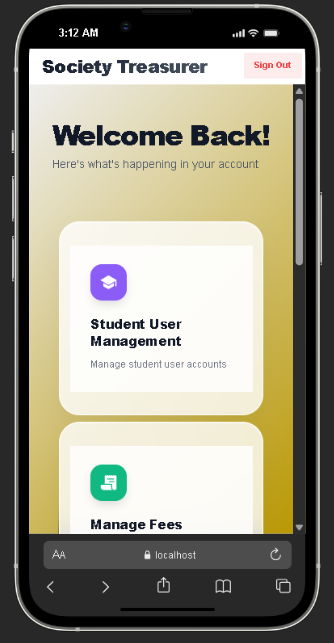 3:12 AM
Society Treasurer
Sign Out
Welcome Back!
Here's what's happening in your account
Student User
Management
Manage student user accounts
Manage Fees
AA
localhost